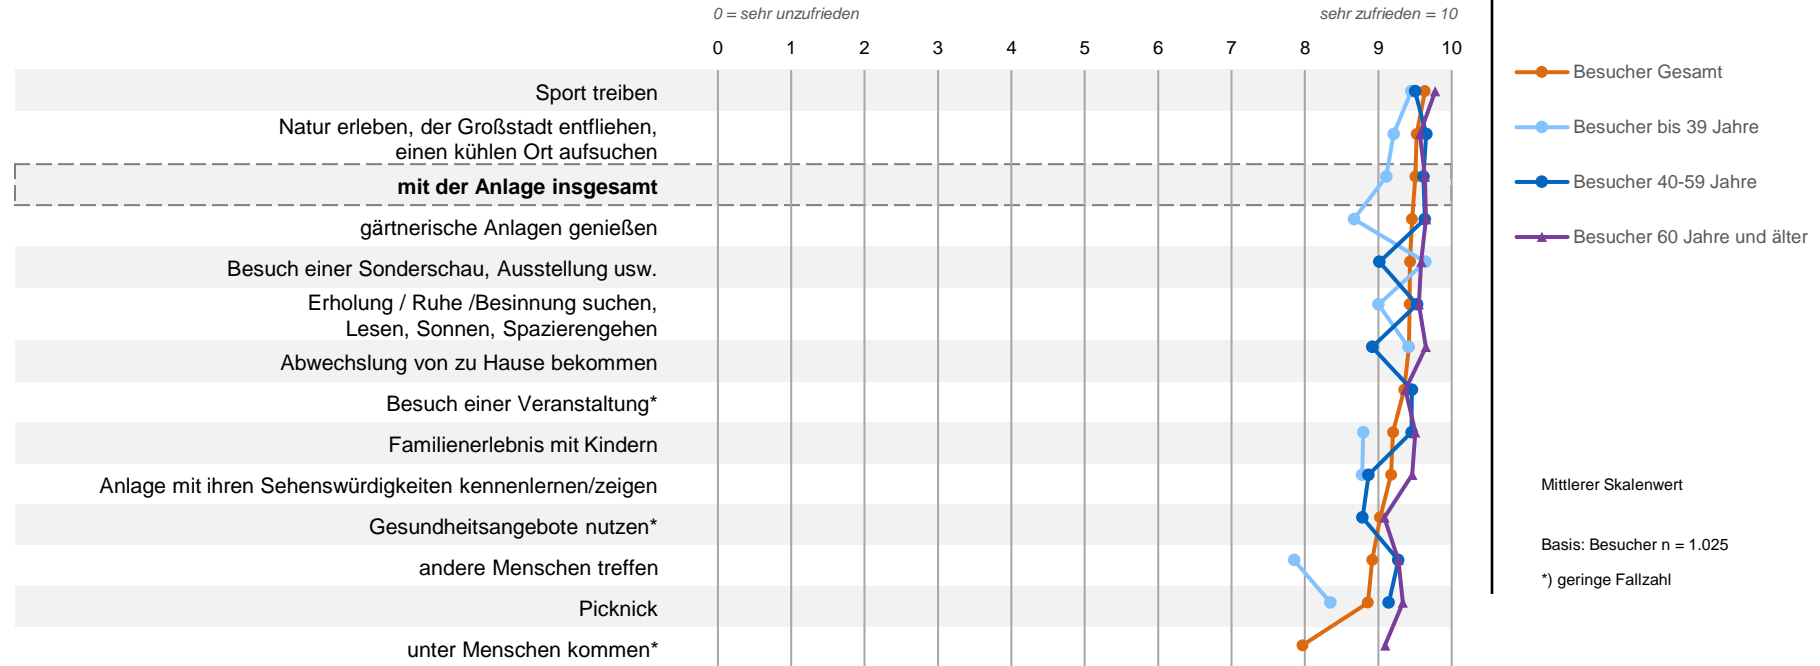 0 = sehr unzufrieden
sehr zufrieden = 10
0 1 2 3 4 5 6 7 8 9 10
Sport treiben
Natur erleben, der Großstadt entfliehen,
einen kühlen Ort aufsuchen
mit der Anlage insgesamt
gärtnerische Anlagen genießen
Besuch einer Sonderschau, Ausstellung usw.
Erholung / Ruhe /Besinnung suchen,
Lesen, Sonnen, Spazierengehen
Abwechslung von zu Hause bekommen
Besuch einer Veranstaltung*
Familienerlebnis mit Kindern
Anlage mit ihren Sehenswürdigkeiten kennenlernen/zeigen
Gesundheitsangebote nutzen*
andere Menschen treffen
Picknick
unter Menschen kommen*
Besucher Gesamt
Besucher bis 39 Jahre
Besucher 40-59 Jahre
Besucher 60 Jahre und älter
Mittlerer Skalenwert
Basis: Besucher n = 1.025
*) geringe Fallzahl